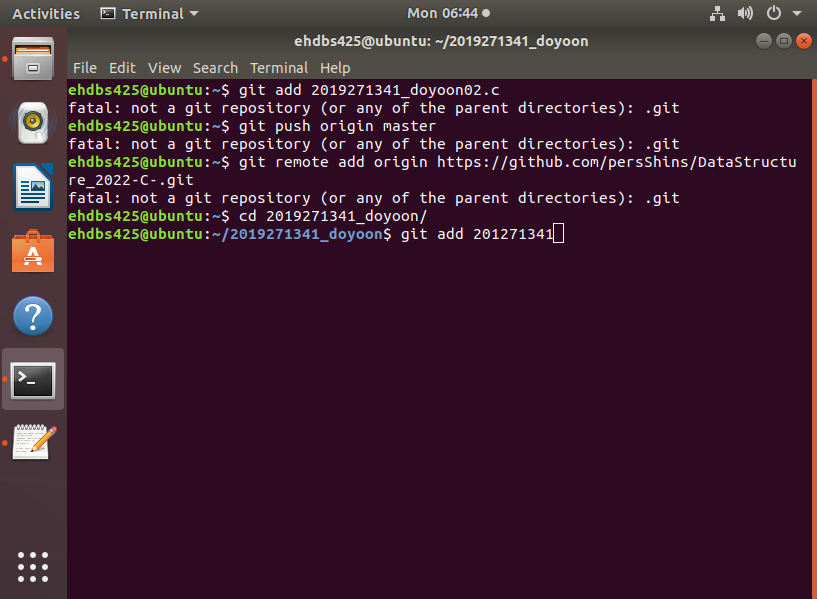 Activities Terminal Mon 06:44
ehdbs425@ubuntu: ~/2019271341_doyoon
File Edit View Search Terminal Help
ehdbs425@ubuntu:~$ git add 2019271341_doyoon02.c
fatal: not a git repository (or any of the parent directories): .git
ehdbs425@ubuntu:~$ git push origin master
fatal: not a git repository (or any of the parent directories): .git
ehdbs425@ubuntu:~$ git remote add origin https://github.com/persShins/DataStructu
re_2022-C-.git
fatal: not a git repository (or any of the parent directories): .git
ehdbs425@ubuntu:~$ cd 2019271341_doyoon/
ehdbs425@ubuntu:~/2019271341_doyoon$ git add 201271341